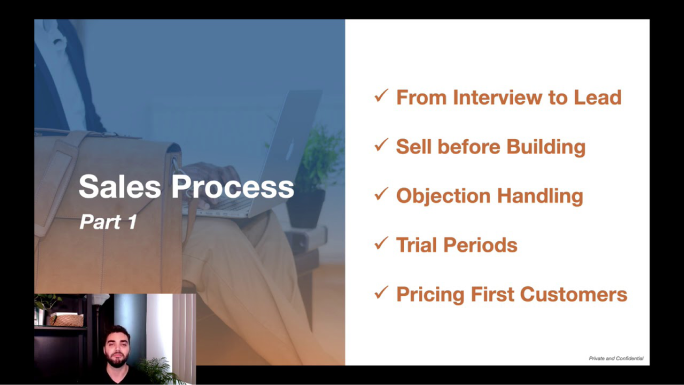 Sales Process
Part 1
✓ From Interview to Lead
✓ Sell before Building
✓ Objection Handling
✓ Trial Periods
✓ Pricing First Customers
Private and Confidential